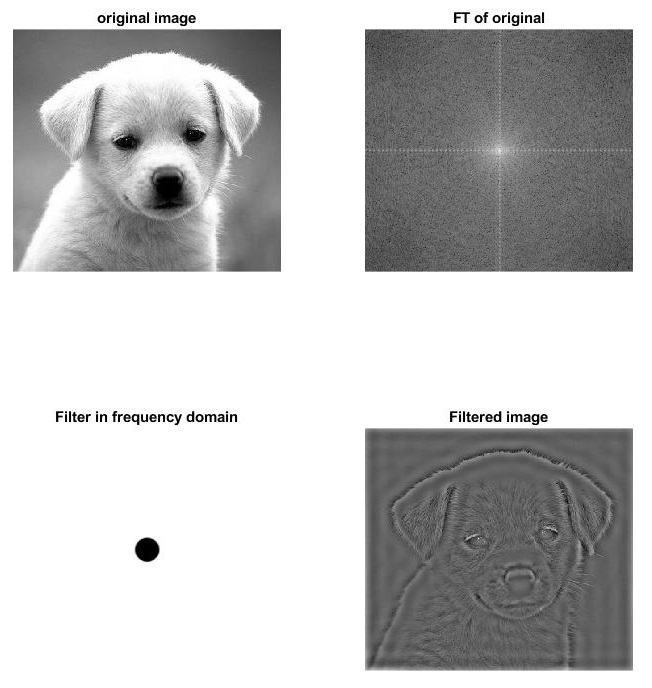 original image
FT of original
Filter in frequency domain
Filtered image